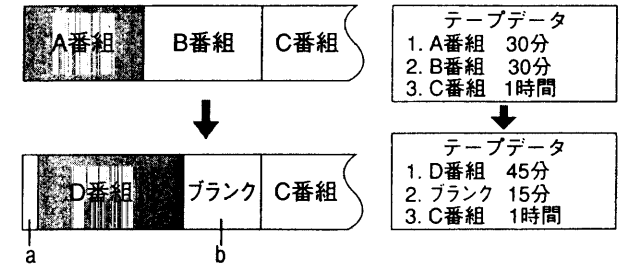 A番組 B番組 C番組
テープデータ
1. A番組 30分
2. B番組 30分
3. C番組 1時間
D番組 ブランク C番組
a b
テープデータ
1. D番組 45分
2. ブランク 15分
3. C番組 1時間